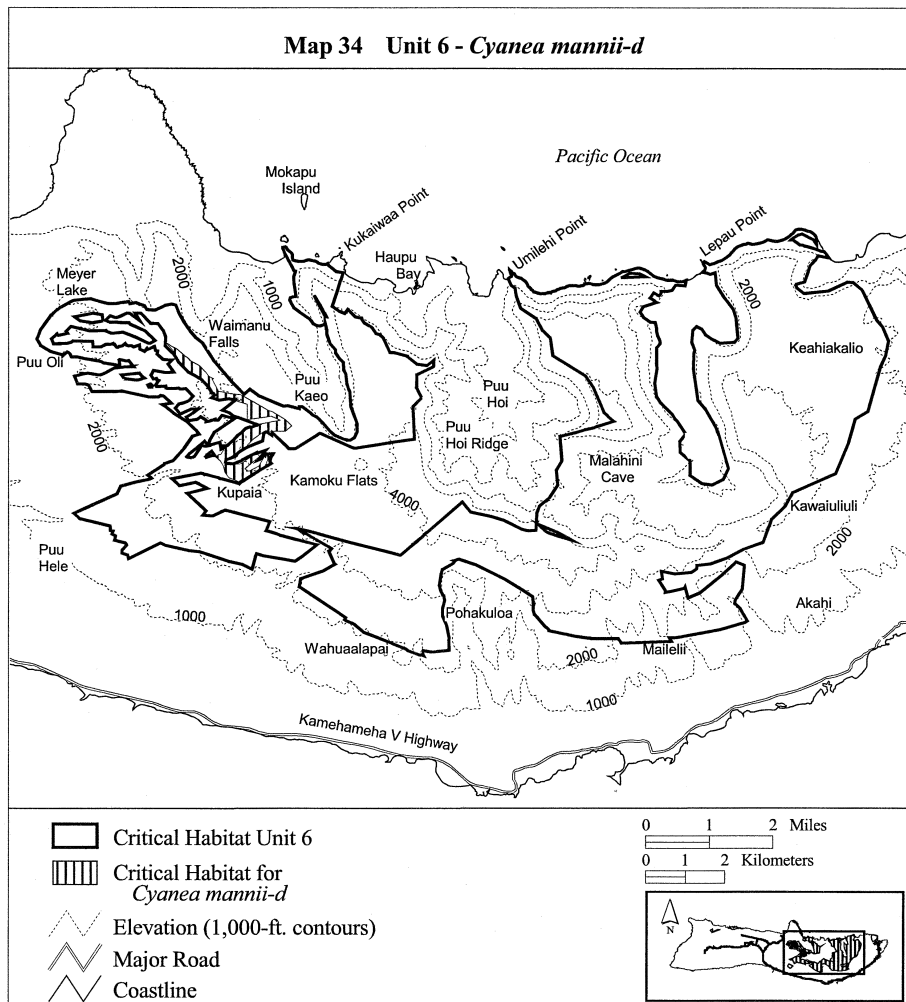 Map 34 Unit 6 - Cyanea mannii-d
Pacific Ocean
Mokapu
Island
Kukaiwaa Point
Haupu
Bay
Umilehi Point
Lepau Point
Meyer
Lake
2000
1000
2000
Waimanu
Falls
Keahiakalio
Puu Oli
Puu
Kaeo
Puu
Hoi
2000
Puu
Hoi Ridge
Malahini
Cave
Kamoku Flats
Kupaia
4000
Kawaiuliuli
Puu
Hele
2000
1000
Pohakuloa
Akahi
Wahuaalapai
2000
Mailelii
1000
Kamehameha V Highway
Critical Habitat Unit 6
Critical Habitat for
Cyanea mannii-d
Elevation (1,000-ft. contours)
Major Road
Coastline
0 1 2 Miles
0 1 2 Kilometers
N